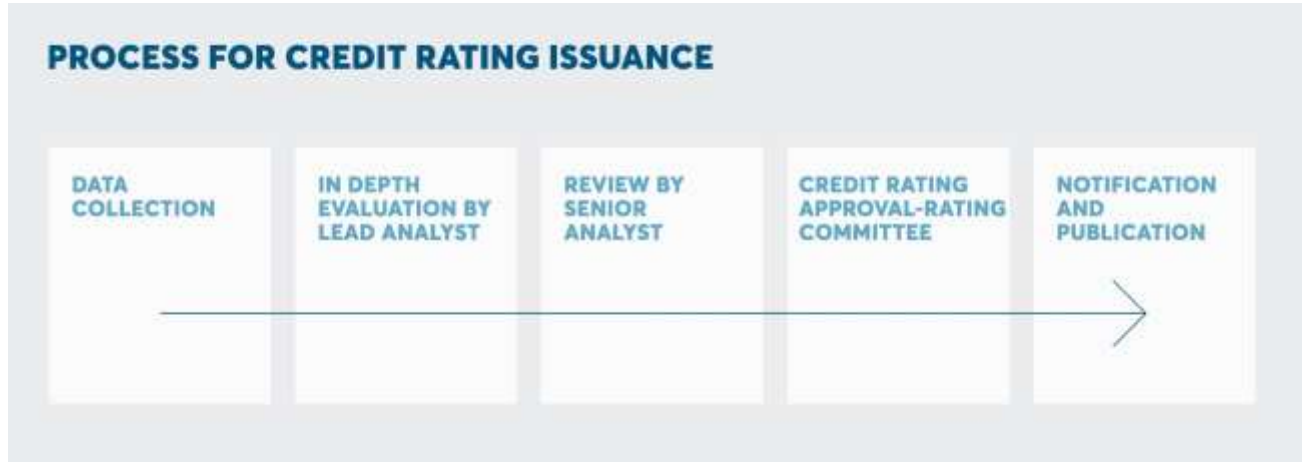 PROCESS FOR CREDIT RATING ISSUANCE
DATA
COLLECTION
IN DEPTH
EVALUATION BY
LEAD ANALYST
REVIEW BY
SENIOR
ANALYST
CREDIT RATING
APPROVAL-RATING
COMMITTEE
NOTIFICATION
AND
PUBLICATION